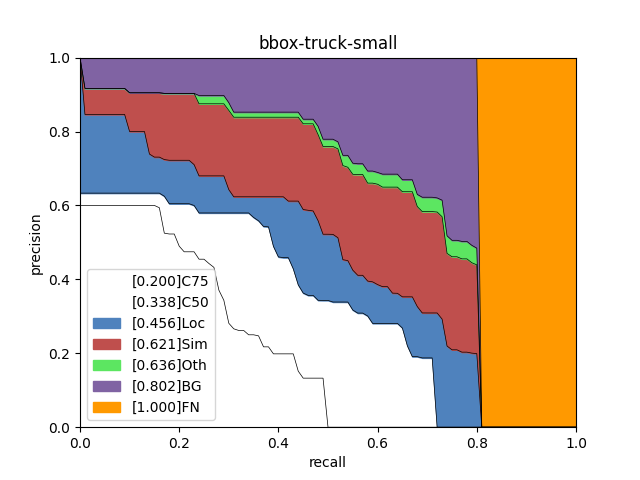 bbox-truck-small
1.0
0.8
0.6
0.4
0.2
0.0
precision
[0.200]C75
[0.338]C50
[0.456]Loc
[0.621]Sim
[0.636]Oth
[0.802]BG
[1.000]FN
0.0 0.2 0.4 0.6 0.8 1.0
recall